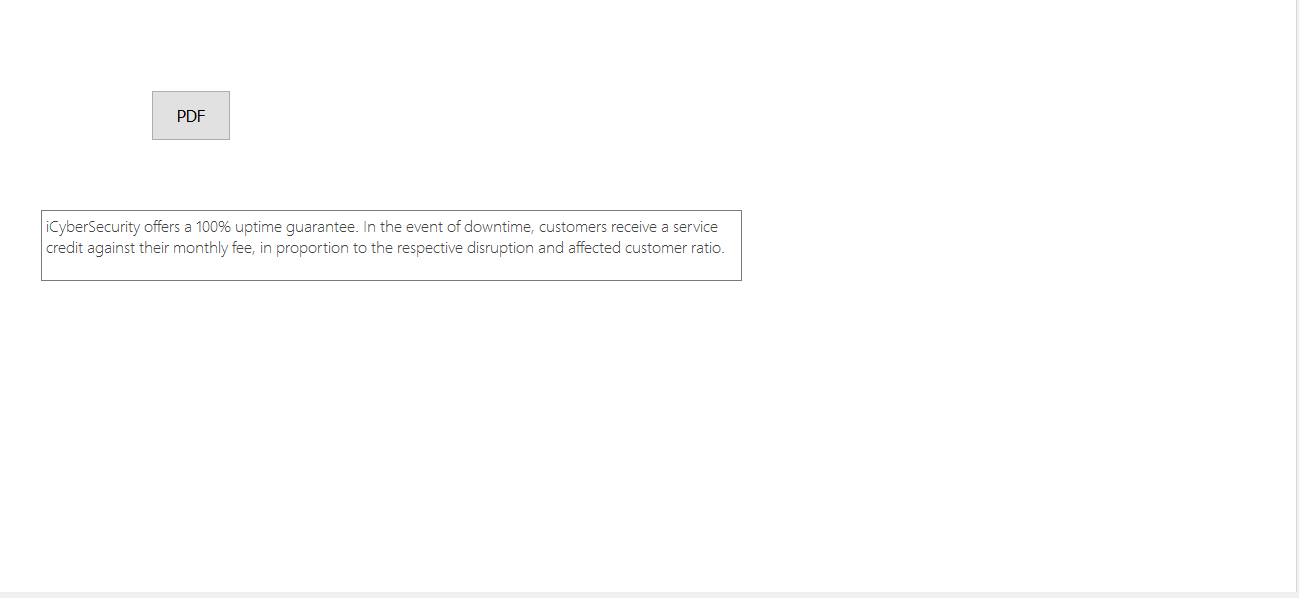 PDF
iCyberSecurity offers a 100% uptime guarantee. In the event of downtime, customers receive a service
credit against their monthly fee, in proportion to the respective disruption and affected customer ratio.